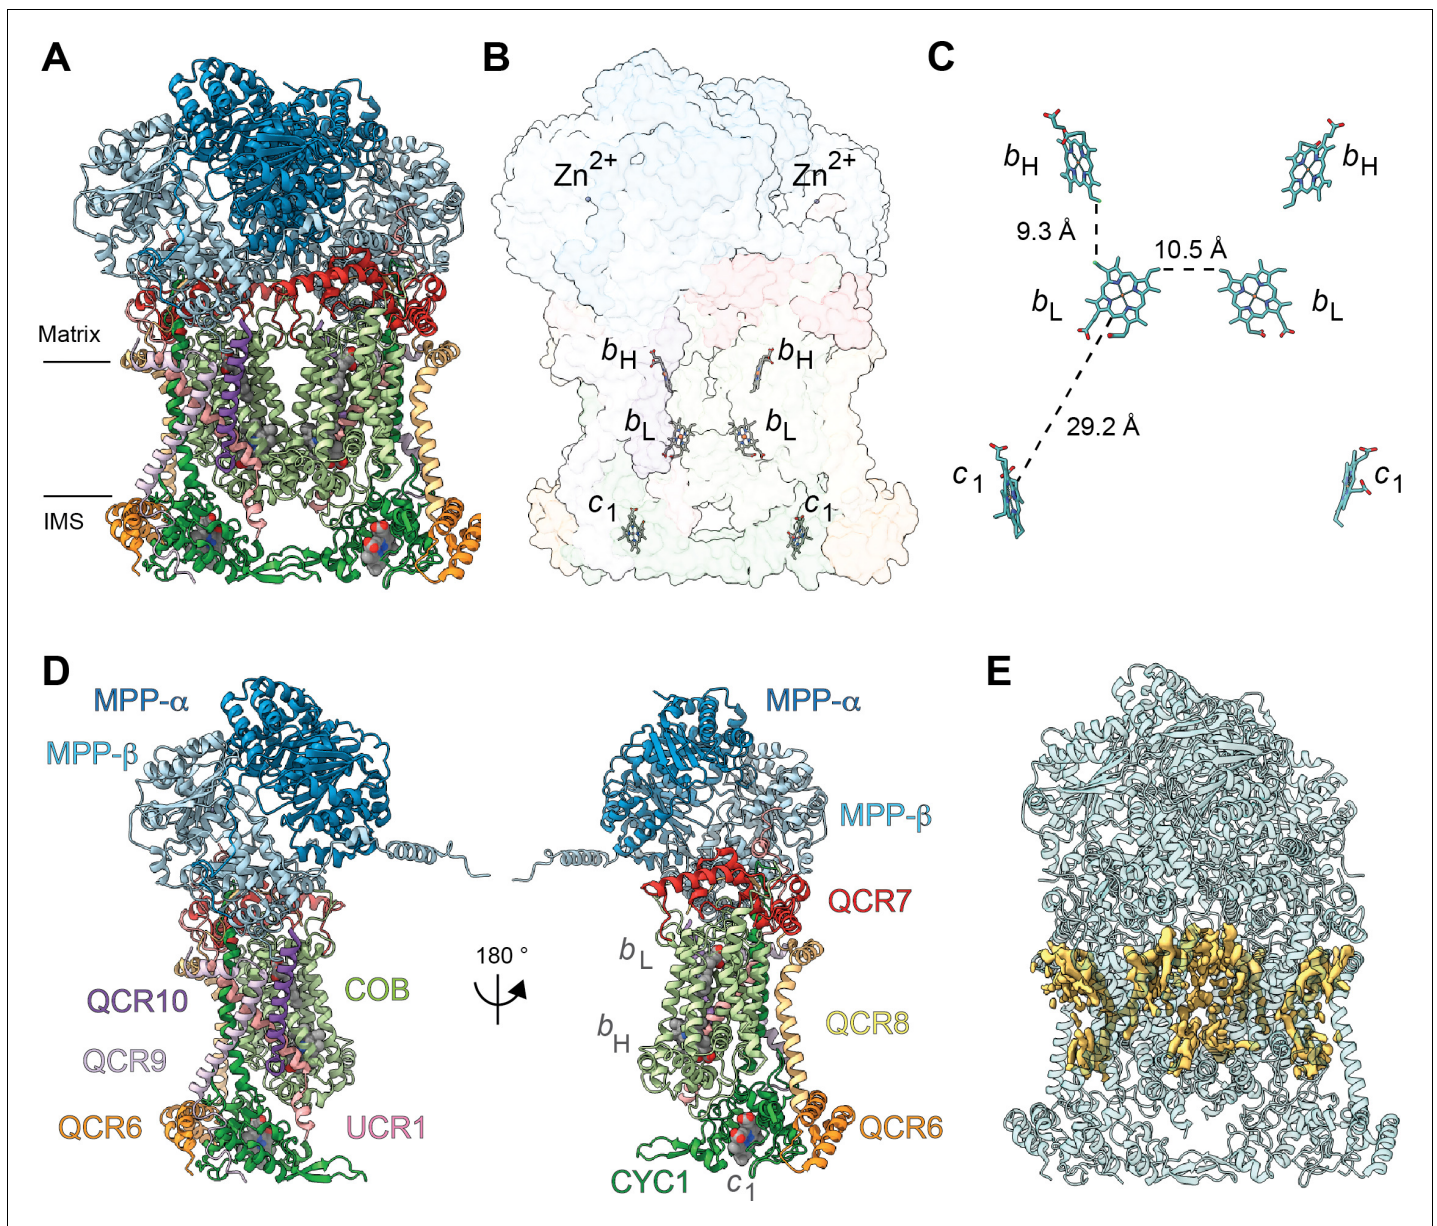 A
B
C
Zn2+
Zn2+
bH
bH
9.3 Å
10.5 Å
bL
bL
Matrix
bH
bH
bL
bL
29.2 Å
c1
c1
IMS
c1
c1
D
E
MPP-α
MPP-α
MPP-β
MPP-β
QCR7
180 °
bL
QCR10
COB
QCR8
bH
QCR9
QCR6
UCR1
QCR6
CYC1
c1